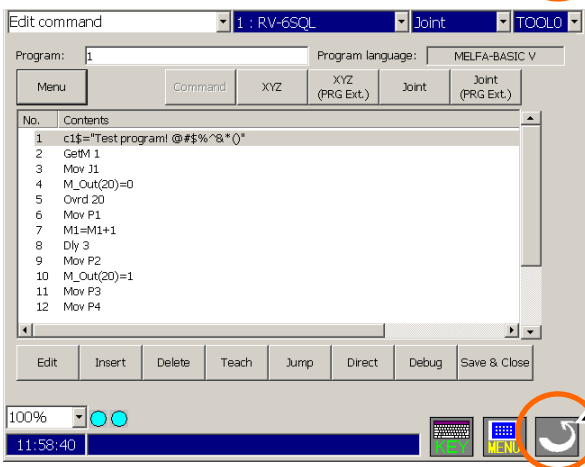 Edit command 1 : RV-6SQL Joint TOOL0
Program: 1 Program language: MELFA-BASIC V
Menu Command XYZ XYZ (PRG Ext.) Joint Joint (PRG Ext.)
No. Contents
1 c1$="Test program! @#$%^&*()"
2 GetM 1
3 Mov J1
4 M_Out(20)=0
5 Ovrd 20
6 Mov P1
7 M1=M1+1
8 Dly 3
9 Mov P2
10 M_Out(20)=1
11 Mov P3
12 Mov P4
Edit Insert Delete Teach Jump Direct Debug Save & Close
100%
11:58:40 KEY MENU